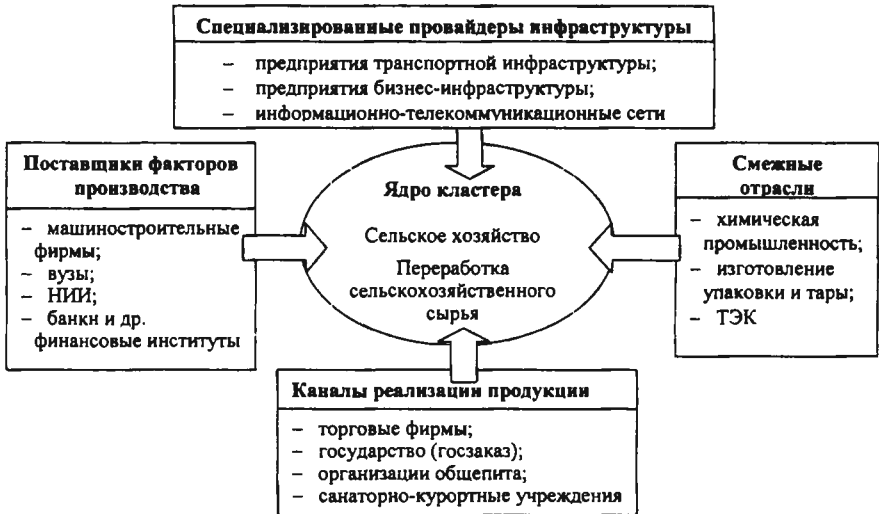 Специализированные провайдеры инфраструктуры
– предприятия транспортной инфраструктуры;
– предприятия бизнес-инфраструктуры;
– информационно-телекоммуникационные сети
Поставщики факторов
производства
– машиностроительные
фирмы;
– вузы;
– НИИ;
– банки и др.
финансовые институты
Ядро кластера
Сельское хозяйство
Переработка
сельскохозяйственного
сырья
Смежные
отрасли
– химическая
промышленность;
– изготовление
упаковки и тары;
– ТЭК
Каналы реализации продукции
– торговые фирмы;
– государство (госзаказ);
– организации общепита;
– санаторно-курортные учреждения